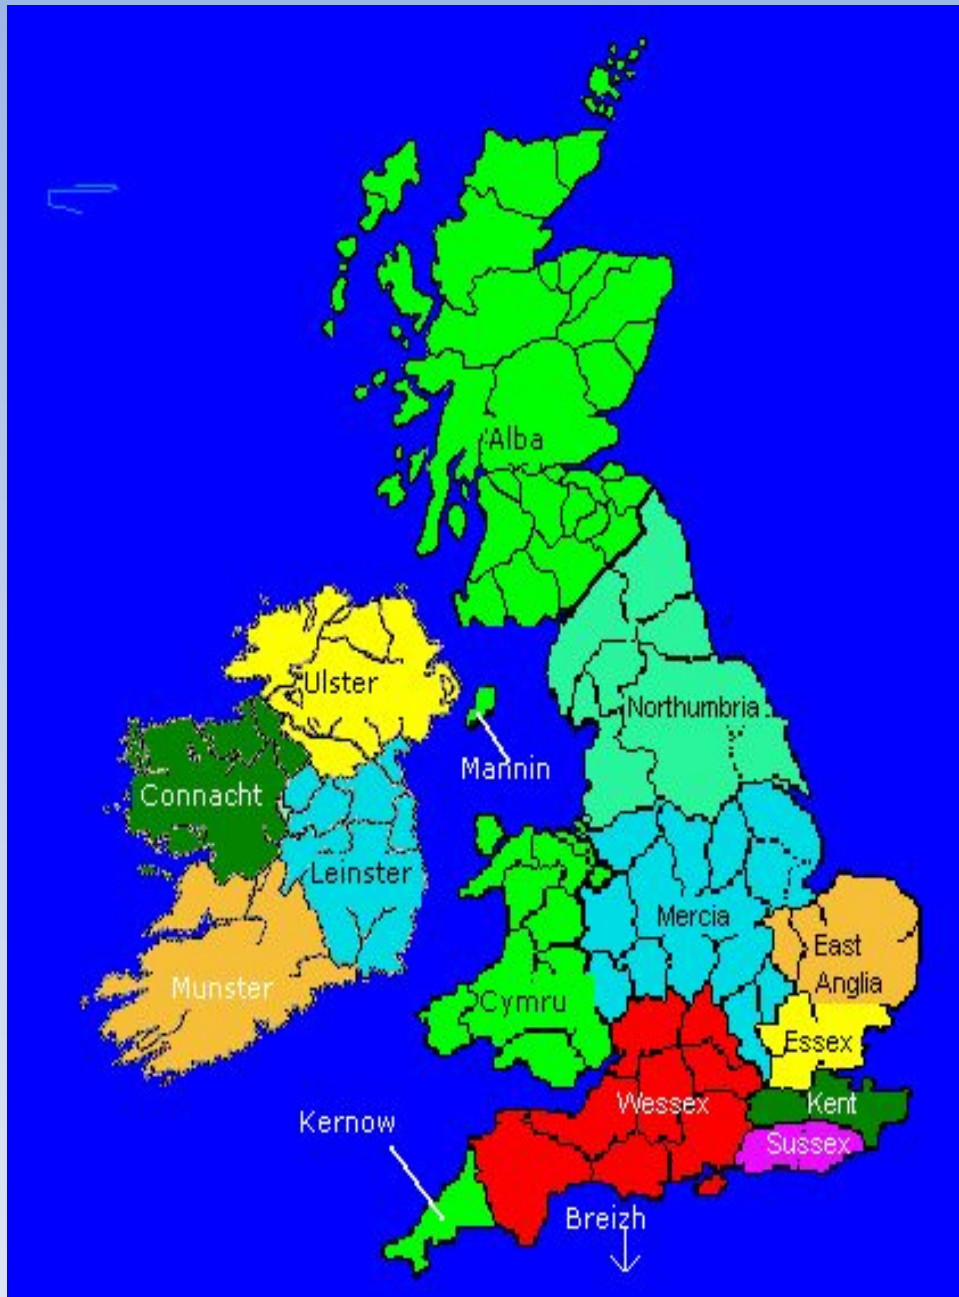 Alba
Ulster
Northumbria
Mannin
Connacht
Leinster
Mercia
East
Anglia
Munster
Cymru
Essex
Wessex
Kent
Kernow
Sussex
Breizh